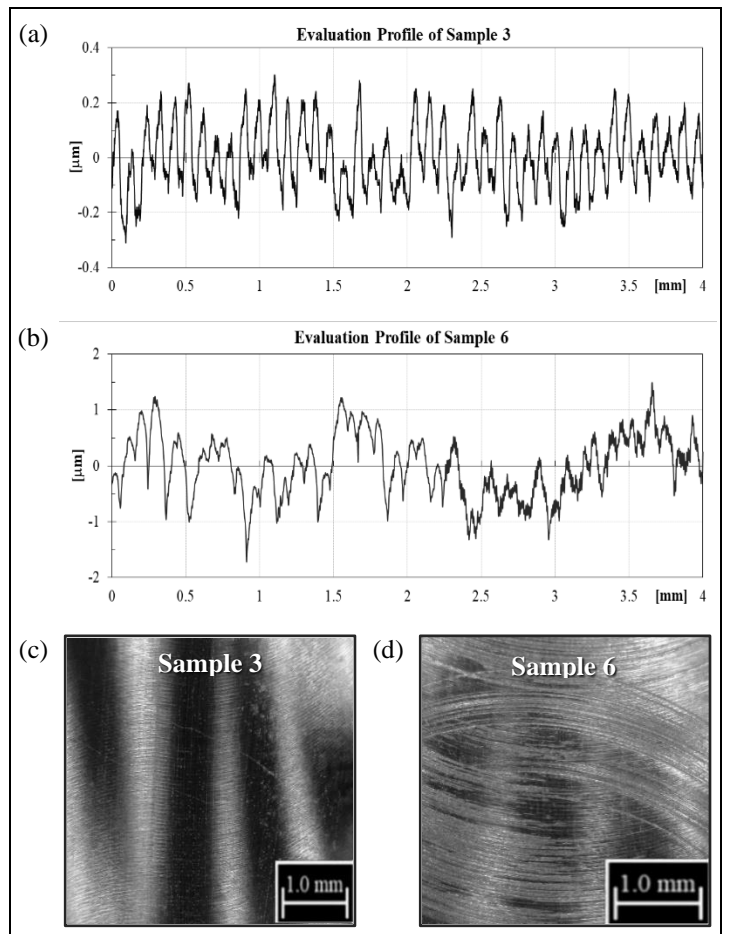 (a)
Evaluation Profile of Sample 3
0.4
0.2
0
-0.2
-0.4
[μm]
0 0.5 1 1.5 2 2.5 3 3.5 [mm] 4
(b)
Evaluation Profile of Sample 6
2
1
0
-1
-2
[μm]
0 0.5 1 1.5 2 2.5 3 3.5 [mm] 4
(c)
Sample 3
1.0 mm
(d)
Sample 6
1.0 mm